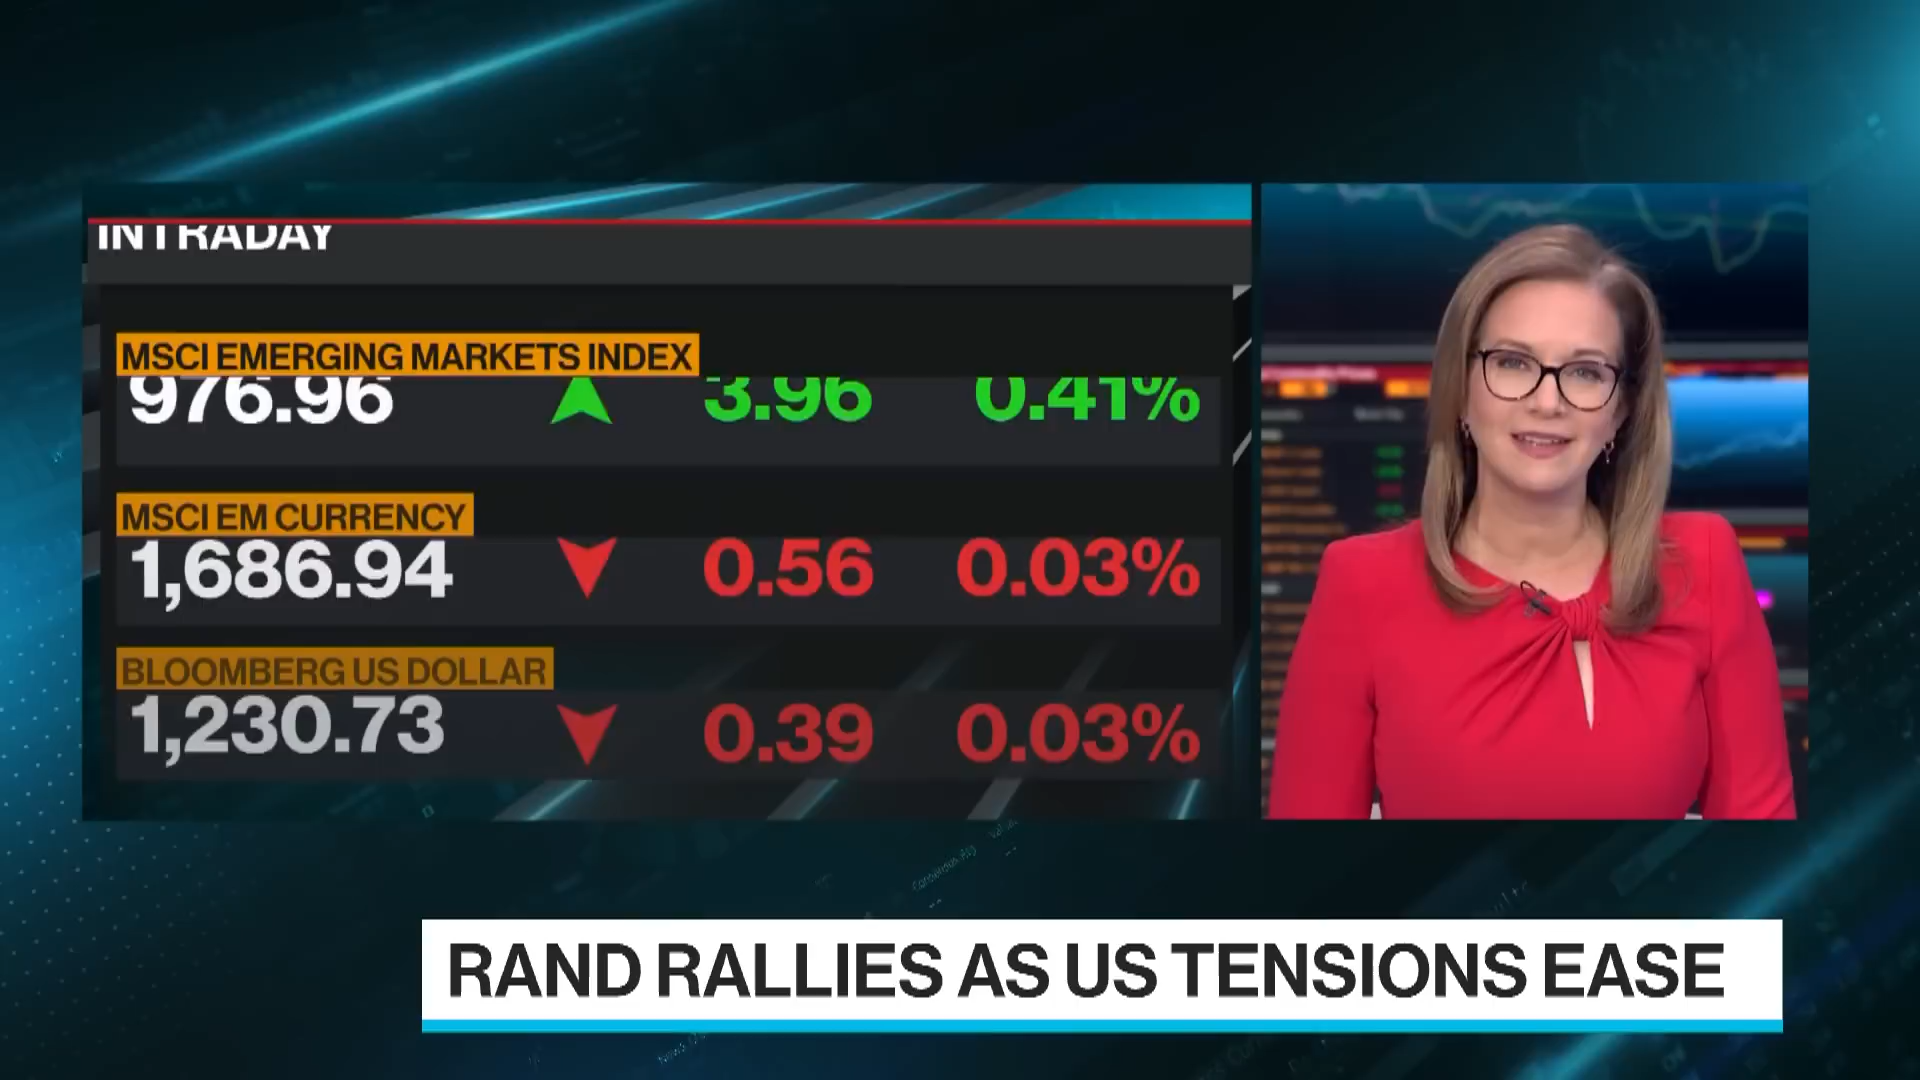 INTRADAY
MSCI EMERGING MARKETS INDEX
976.96 ▲ 3.96 0.41%
MSCI EM CURRENCY
1,686.94 ▼ 0.56 0.03%
BLOOMBERG US DOLLAR
1,230.73 ▼ 0.39 0.03%
RAND RALLIES AS US TENSIONS EASE